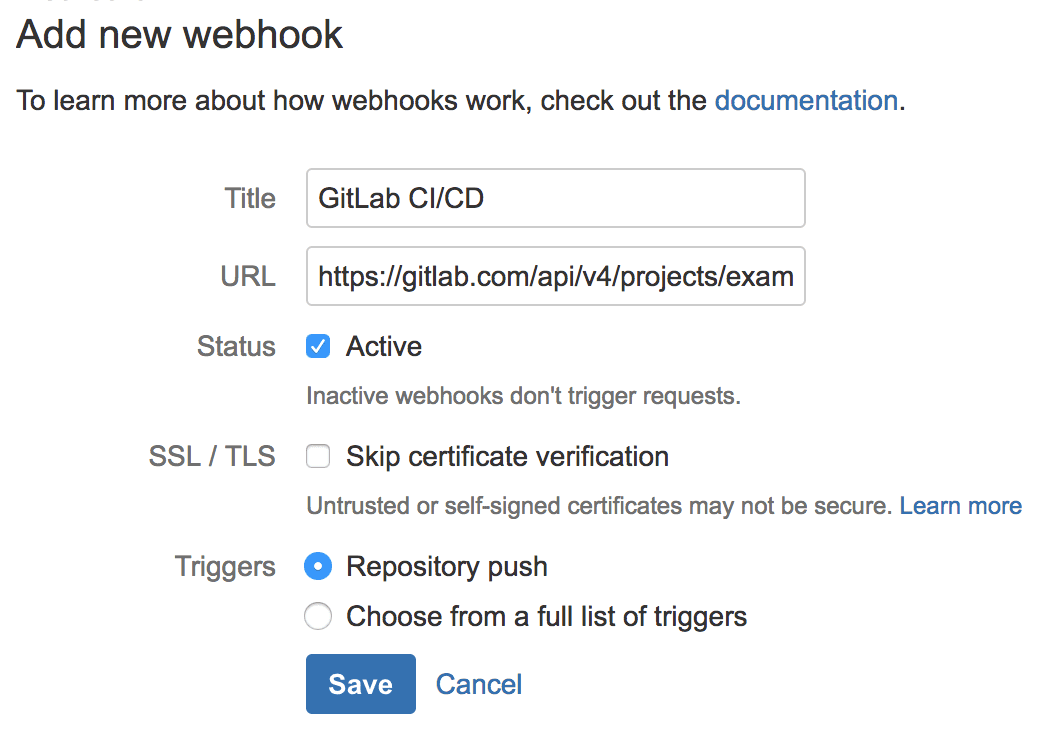 Add new webhook
To learn more about how webhooks work, check out the documentation.
Title GitLab CI/CD
URL https://gitlab.com/api/v4/projects/exam
Status Active
Inactive webhooks don't trigger requests.
SSL / TLS Skip certificate verification
Untrusted or self-signed certificates may not be secure. Learn more
Triggers Repository push
Choose from a full list of triggers
Save Cancel